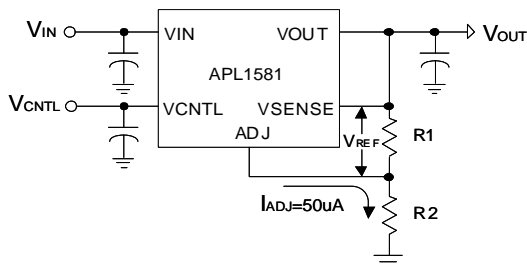 VIN
VIN
VOUT
VOUT
APL1581
VCNTL
VCNTL
VSENSE
ADJ
VREF
R1
IADJ=50uA
R2